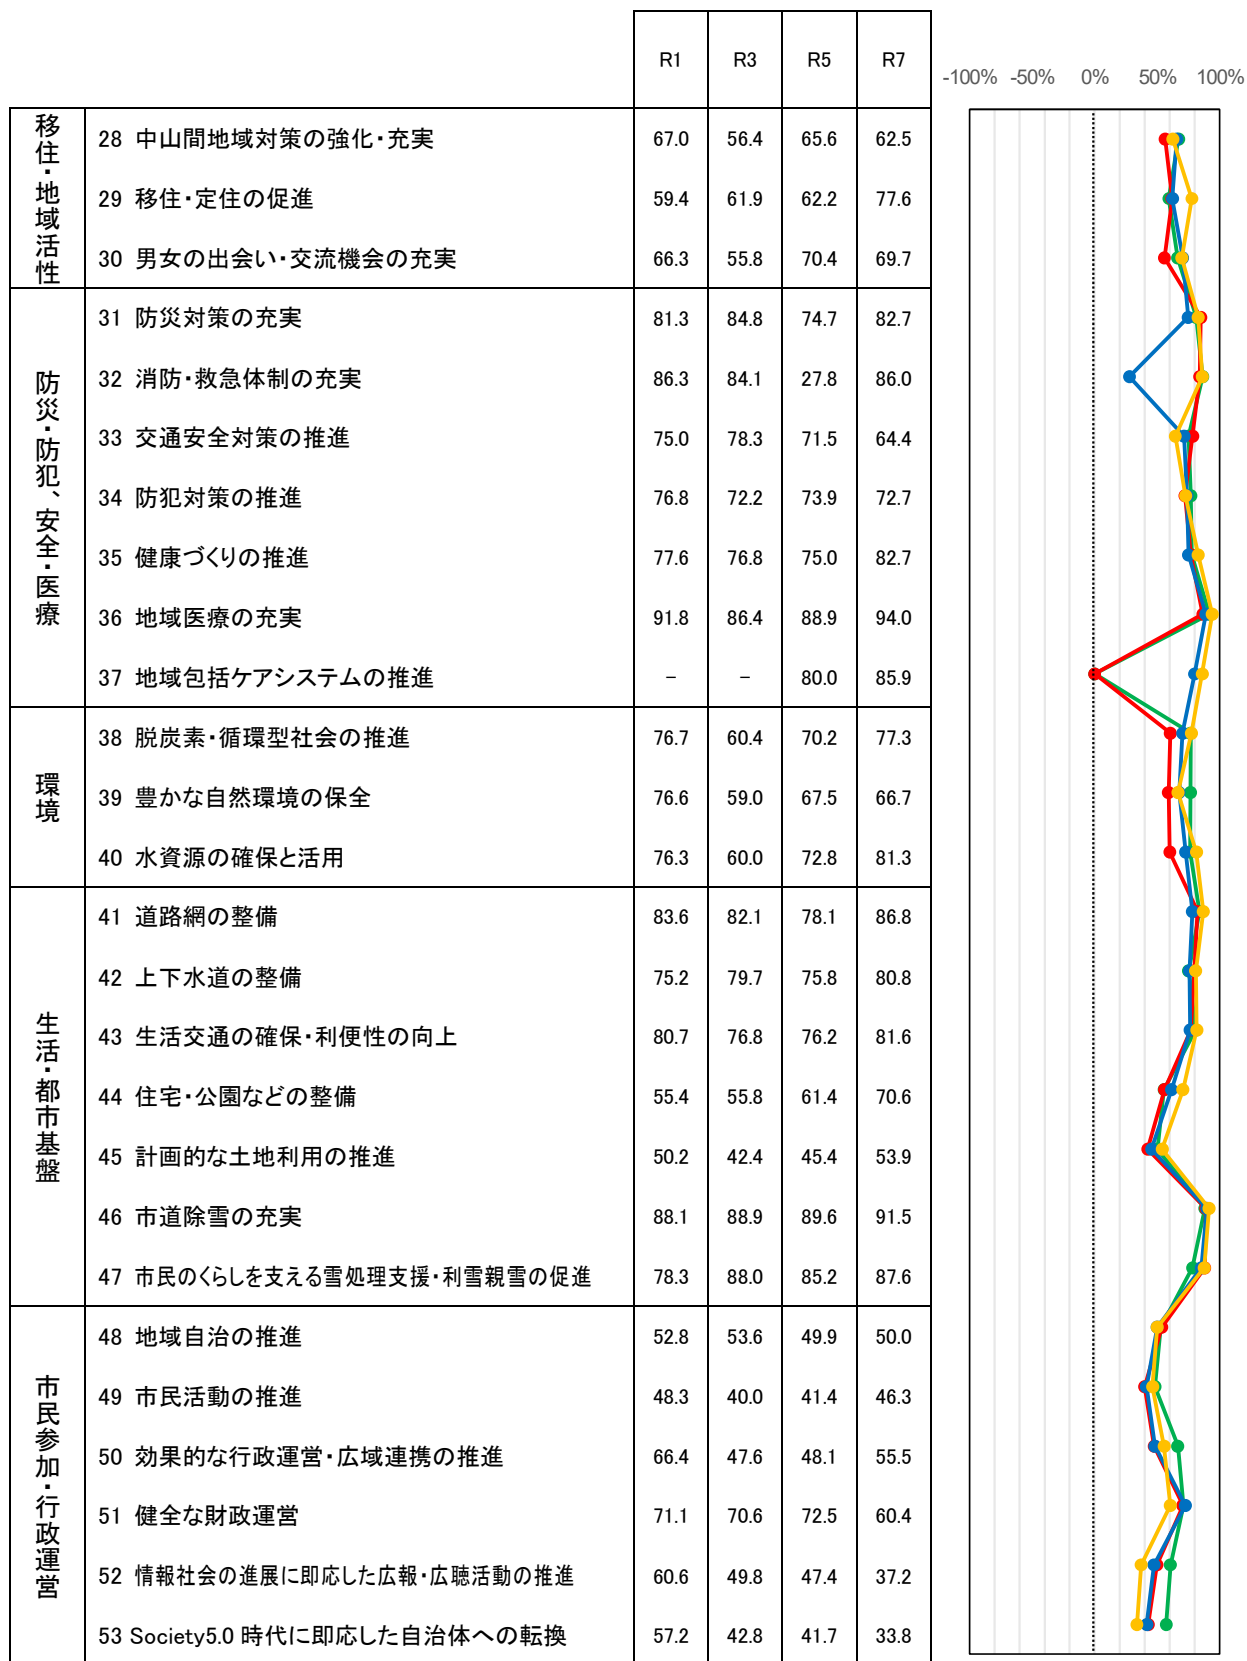 R1 R3 R5 R7
-100% -50% 0% 50% 100%
移住・地域活性
28 中山間地域対策の強化・充実 67.0 56.4 65.6 62.5
29 移住・定住の促進 59.4 61.9 62.2 77.6
30 男女の出会い・交流機会の充実 66.3 55.8 70.4 69.7
防災・防犯、安全・医療
31 防災対策の充実 81.3 84.8 74.7 82.7
32 消防・救急体制の充実 86.3 84.1 27.8 86.0
33 交通安全対策の推進 75.0 78.3 71.5 64.4
34 防犯対策の推進 76.8 72.2 73.9 72.7
35 健康づくりの推進 77.6 76.8 75.0 82.7
36 地域医療の充実 91.8 86.4 88.9 94.0
37 地域包括ケアシステムの推進 － － 80.0 85.9
環境
38 脱炭素・循環型社会の推進 76.7 60.4 70.2 77.3
39 豊かな自然環境の保全 76.6 59.0 67.5 66.7
40 水資源の確保と活用 76.3 60.0 72.8 81.3
生活・都市基盤
41 道路網の整備 83.6 82.1 78.1 86.8
42 上下水道の整備 75.2 79.7 75.8 80.8
43 生活交通の確保・利便性の向上 80.7 76.8 76.2 81.6
44 住宅・公園などの整備 55.4 55.8 61.4 70.6
45 計画的な土地利用の推進 50.2 42.4 45.4 53.9
46 市道除雪の充実 88.1 88.9 89.6 91.5
47 市民のくらしを支える雪処理支援・利雪親雪の促進 78.3 88.0 85.2 87.6
市民参加・行政運営
48 地域自治の推進 52.8 53.6 49.9 50.0
49 市民活動の推進 48.3 40.0 41.4 46.3
50 効果的な行政運営・広域連携の推進 66.4 47.6 48.1 55.5
51 健全な財政運営 71.1 70.6 72.5 60.4
52 情報社会の進展に即応した広報・広聴活動の推進 60.6 49.8 47.4 37.2
53 Society5.0 時代に即応した自治体への転換 57.2 42.8 41.7 33.8